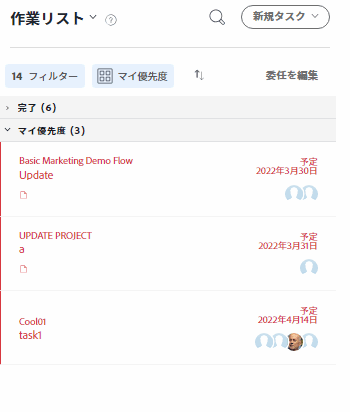 作業リスト
新規タスク
14 フィルター
マイ優先度
委任を編集
完了 (6)
マイ優先度 (3)
Basic Marketing Demo Flow
Update
予定
2022年3月30日
UPDATE PROJECT
a
予定
2022年3月31日
Cool01
task1
予定
2022年4月14日